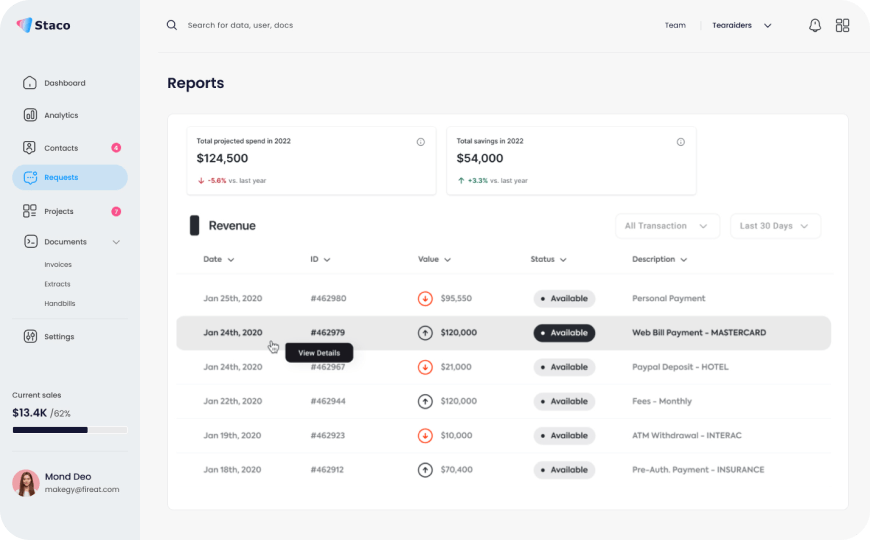 Staco
Search for data, user, docs
Team
Tearaiders
Dashboard
Analytics
Contacts 4
Requests
Projects 7
Documents
Invoices
Extracts
Handbills
Settings
Current sales
$13.4K /62%
Mond Deo
makegy@fireat.com
Reports
Total projected spend in 2022
$124,500
-5.6% vs. last year
Total savings in 2022
$54,000
+3.3% vs. last year
Revenue
All Transaction
Last 30 Days
Date ID Value Status Description
Jan 25th, 2020 #462980 $95,550 Available Personal Payment
Jan 24th, 2020 #462979 $120,000 Available Web Bill Payment - MASTERCARD
View Details
Jan 24th, 2020 #462967 $21,000 Available Paypal Deposit - HOTEL
Jan 22th, 2020 #462944 $120,000 Available Fees - Monthly
Jan 19th, 2020 #462923 $10,000 Available ATM Withdrawal - INTERAC
Jan 18th, 2020 #462912 $70,400 Available Pre-Auth. Payment - INSURANCE